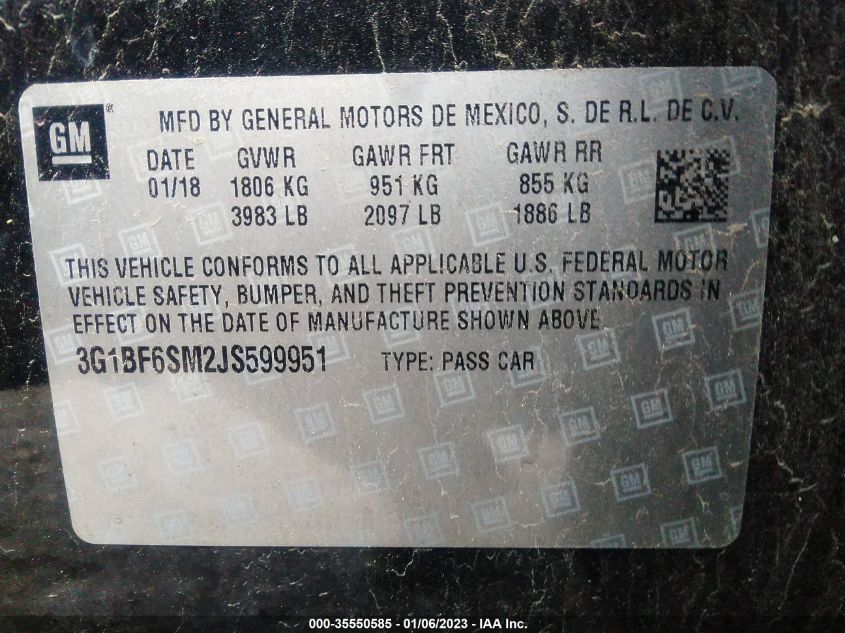 GM ®
MFD BY GENERAL MOTORS DE MEXICO, S. DE R.L. DE C.V.
DATE GVWR GAWR FRT GAWR RR
01/18 1806 KG 951 KG 855 KG
3983 LB 2097 LB 1886 LB
THIS VEHICLE CONFORMS TO ALL APPLICABLE U.S. FEDERAL MOTOR
VEHICLE SAFETY, BUMPER, AND THEFT PREVENTION STANDARDS IN
EFFECT ON THE DATE OF MANUFACTURE SHOWN ABOVE.
3G1BF6SM2JS599951 TYPE: PASS CAR
000-35550585 - 01/06/2023 - IAA Inc.